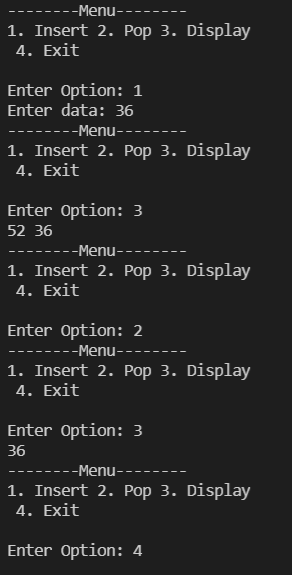 --------Menu--------
1. Insert 2. Pop 3. Display
 4. Exit

Enter Option: 1
Enter data: 36
--------Menu--------
1. Insert 2. Pop 3. Display
 4. Exit

Enter Option: 3
52 36
--------Menu--------
1. Insert 2. Pop 3. Display
 4. Exit

Enter Option: 2
--------Menu--------
1. Insert 2. Pop 3. Display
 4. Exit

Enter Option: 3
36
--------Menu--------
1. Insert 2. Pop 3. Display
 4. Exit

Enter Option: 4